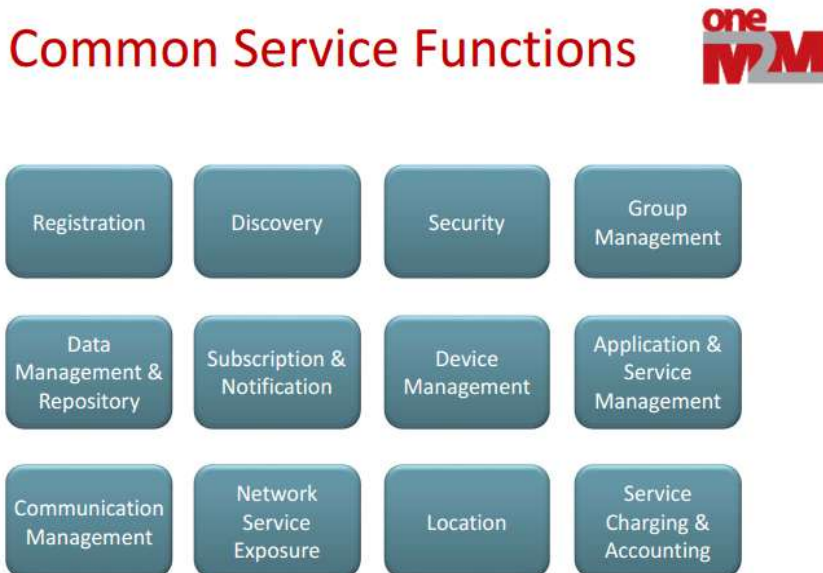 Common Service Functions
one
M2M
Registration
Discovery
Security
Group
Management
Data
Management &
Repository
Subscription &
Notification
Device
Management
Application &
Service
Management
Communication
Management
Network
Service
Exposure
Location
Service
Charging &
Accounting